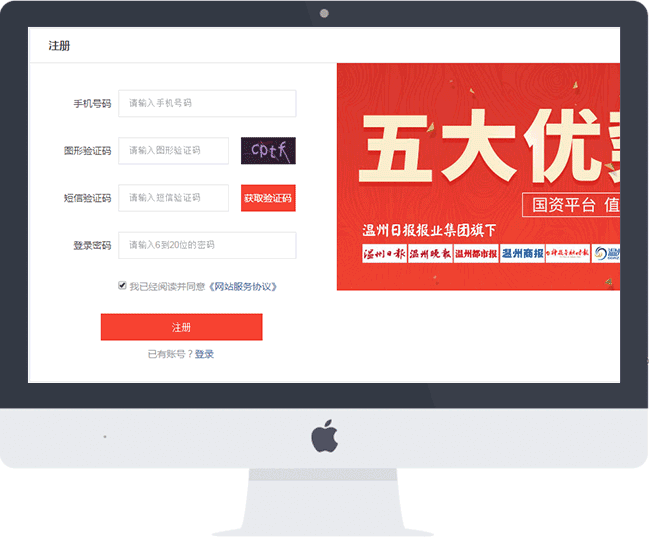 注册
手机号码 请输入手机号码
图形验证码 请输入图形验证码 cptf
短信验证码 请输入短信验证码 获取验证码
登录密码 请输入6到20位的密码
我已经阅读并同意《网站服务协议》
注册
已有账号？登录
五大优
国资平台 值
温州日报报业集团旗下
温州日报 温州晚报 温州都市报 温州商报